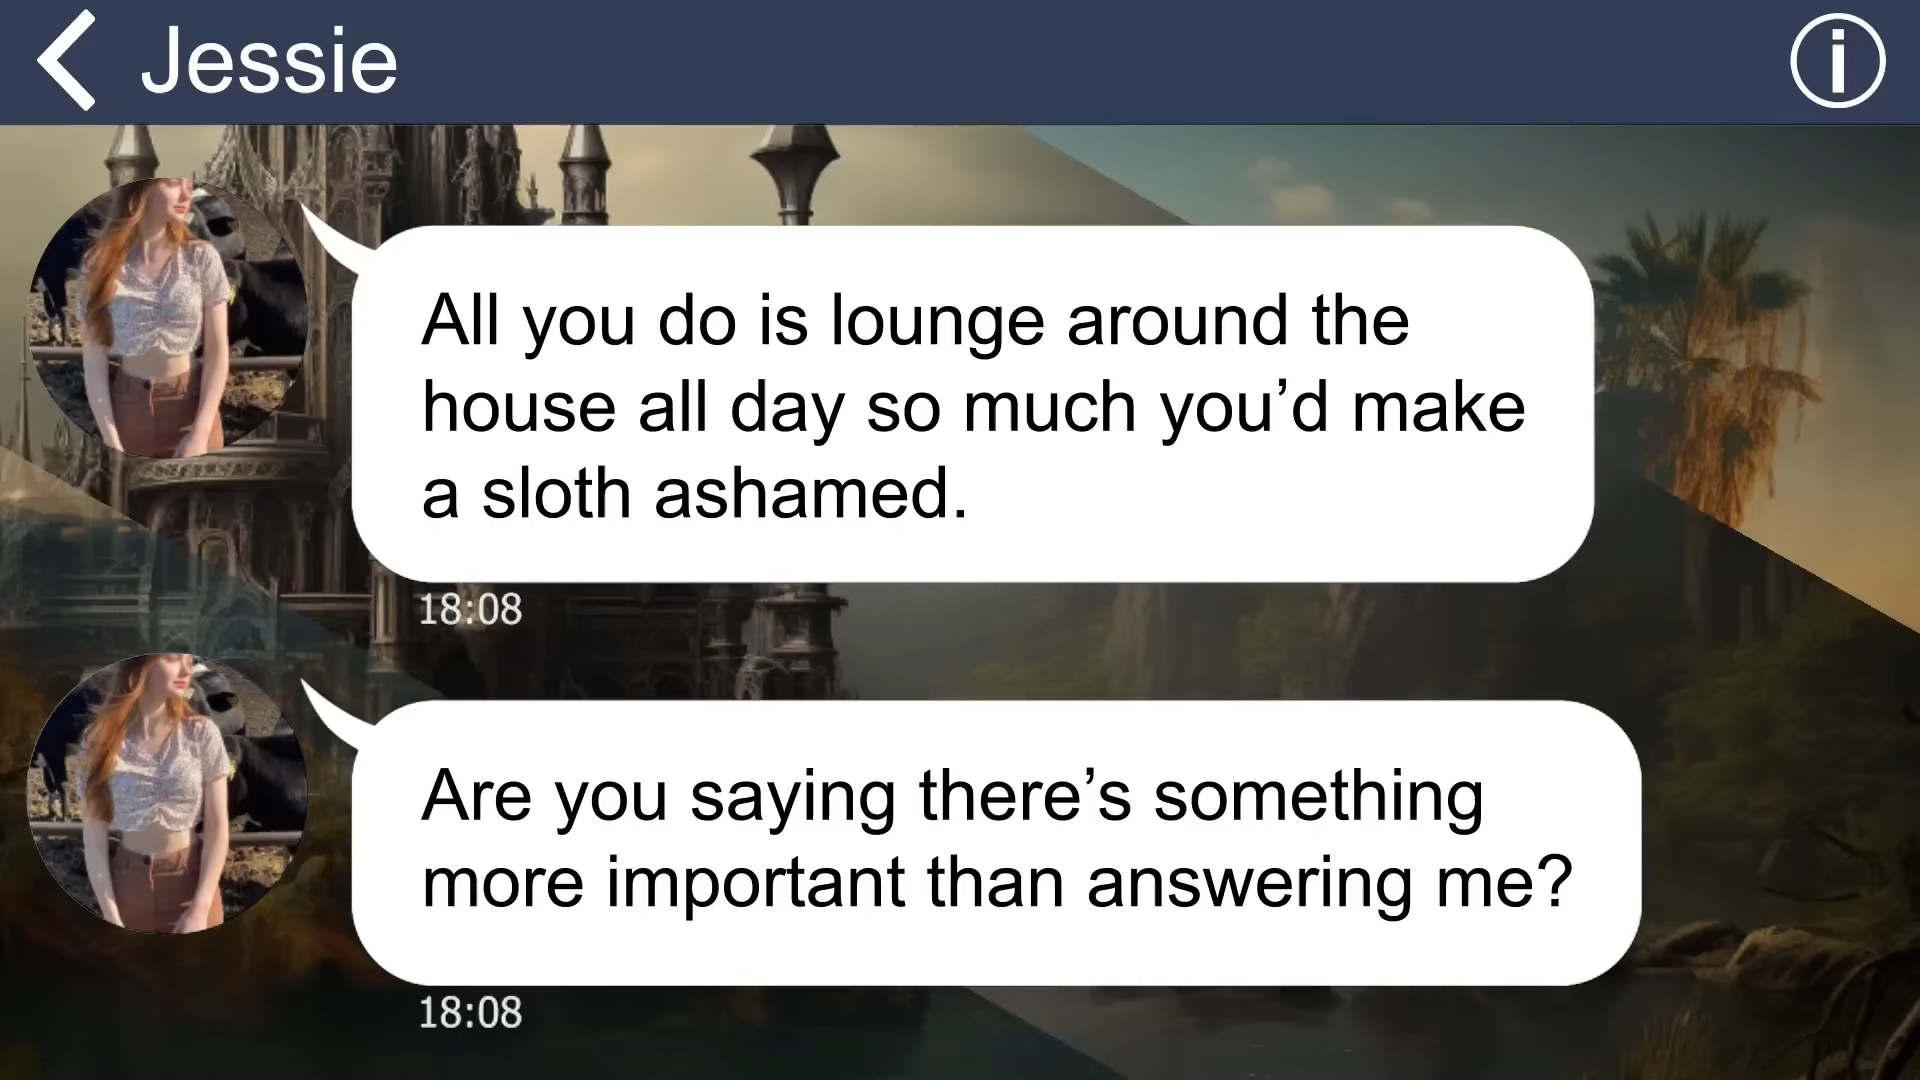 Jessie
All you do is lounge around the
house all day so much you’d make
a sloth ashamed.
18:08
Are you saying there’s something
more important than answering me?
18:08